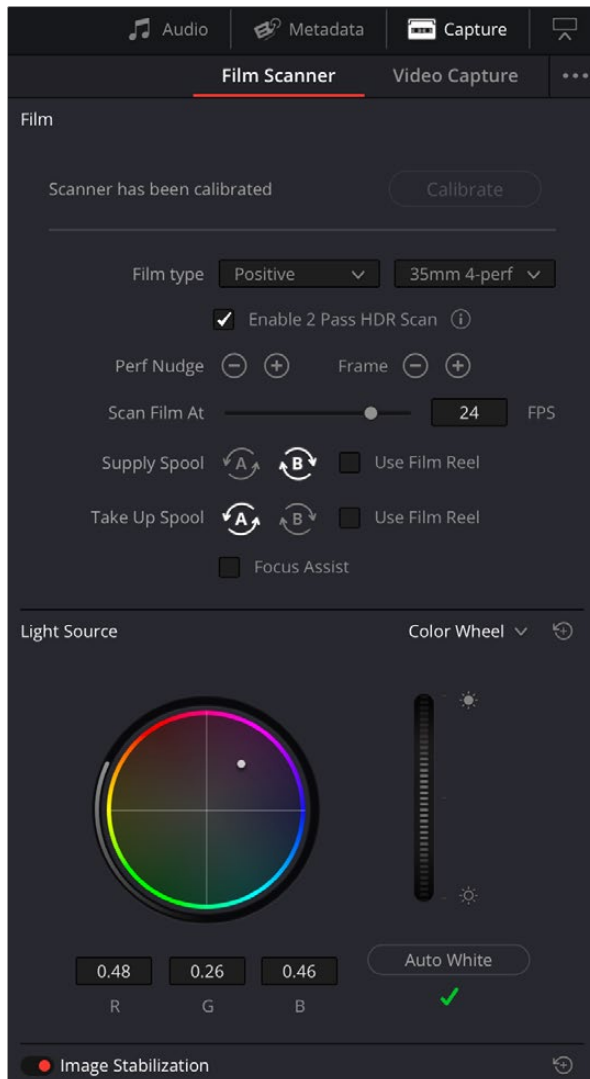 Audio Metadata Capture
Film Scanner Video Capture
Film
Scanner has been calibrated Calibrate
Film type Positive 35mm 4-perf
Enable 2 Pass HDR Scan
Perf Nudge Frame
Scan Film At 24 FPS
Supply Spool A B Use Film Reel
Take Up Spool A B Use Film Reel
Focus Assist
Light Source Color Wheel
0.48 0.26 0.46 Auto White
R G B
Image Stabilization